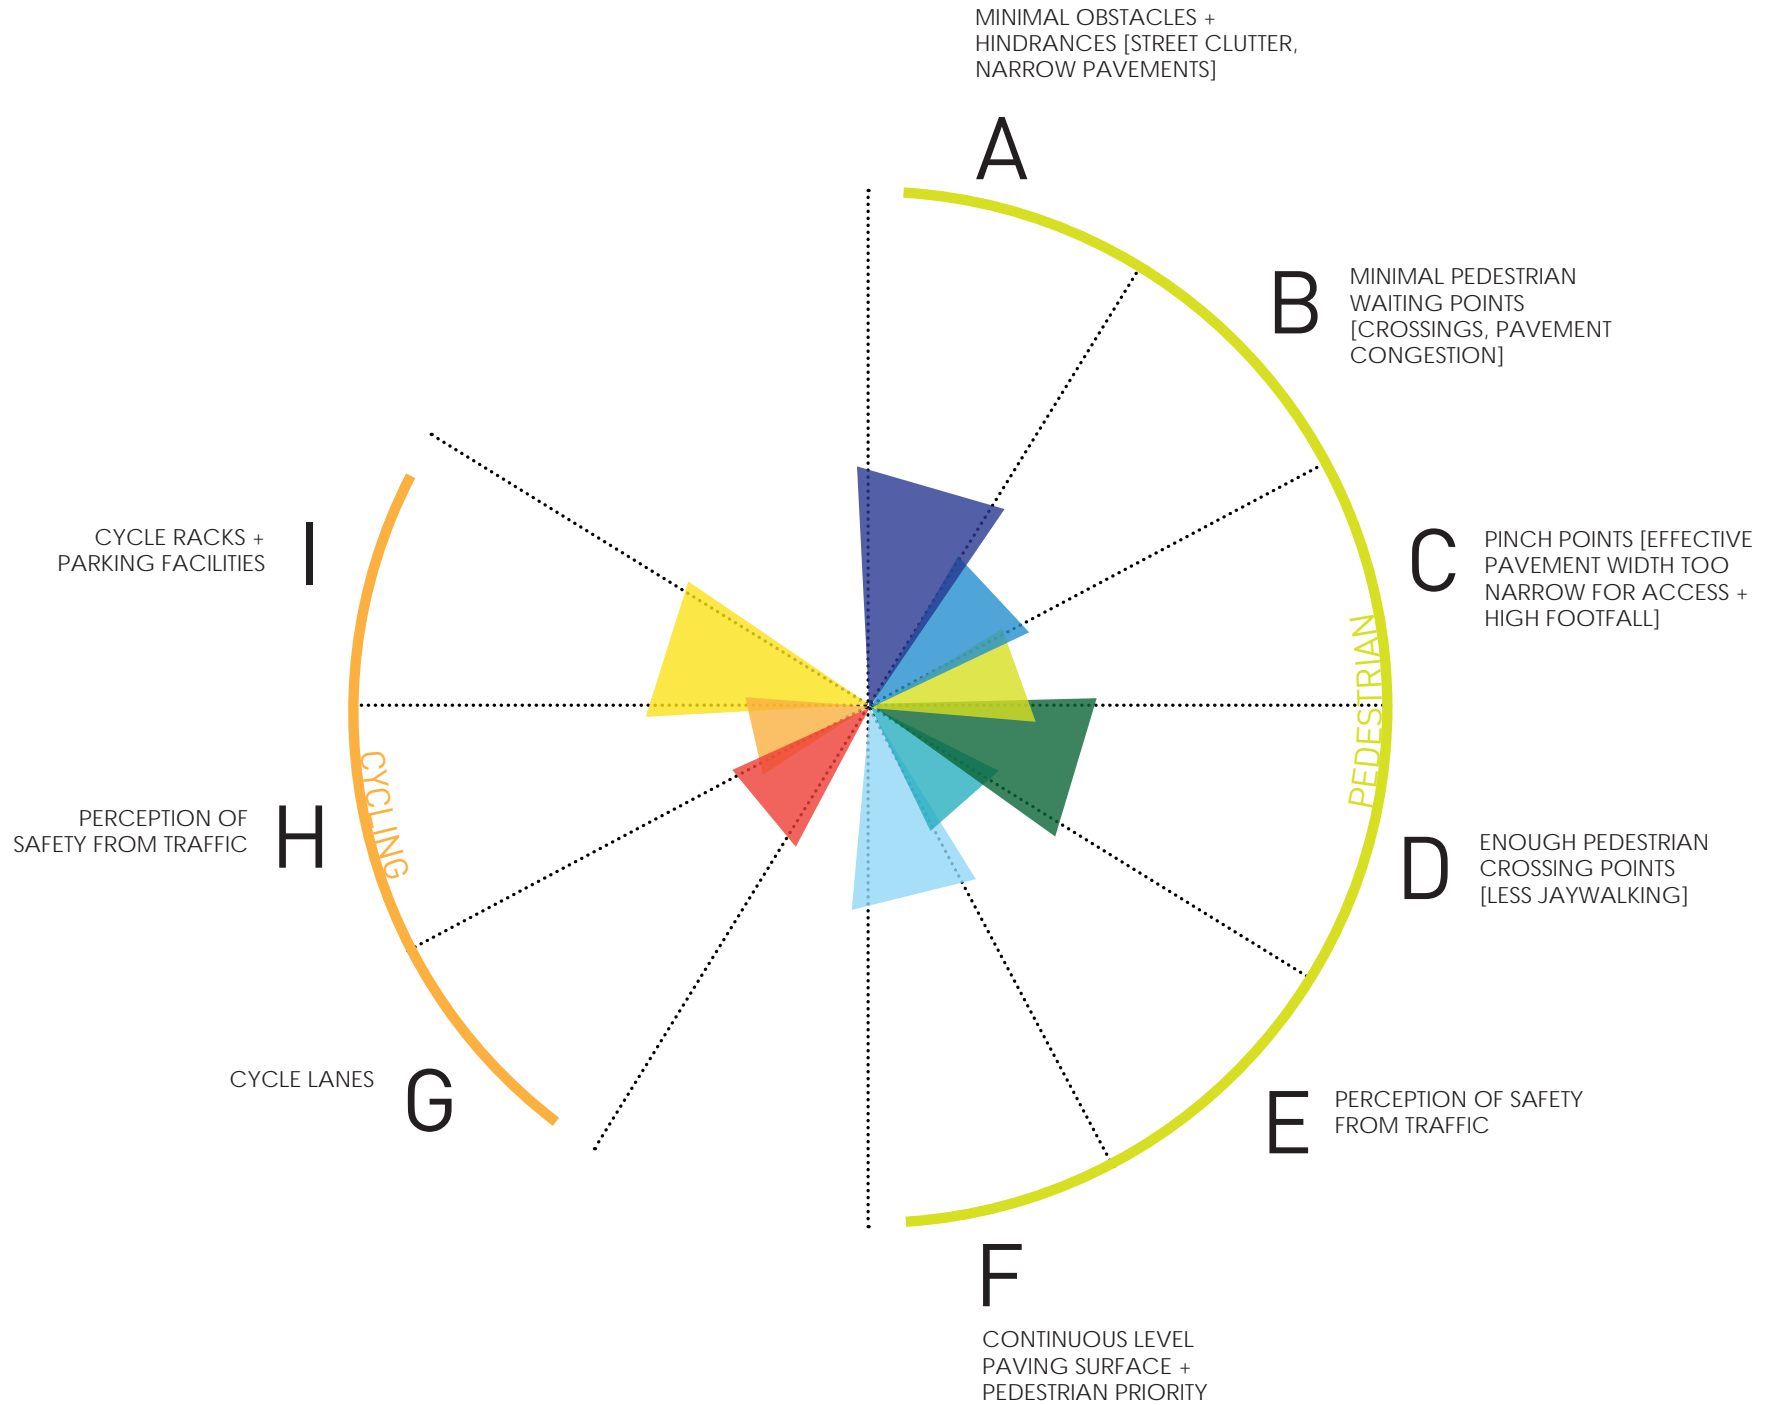 MINIMAL OBSTACLES +
HINDRANCES [STREET CLUTTER,
NARROW PAVEMENTS]
A
B
MINIMAL PEDESTRIAN
WAITING POINTS
[CROSSINGS, PAVEMENT
CONGESTION]
C
PINCH POINTS [EFFECTIVE
PAVEMENT WIDTH TOO
NARROW FOR ACCESS +
HIGH FOOTFALL]
PEDESTRIAN
D
ENOUGH PEDESTRIAN
CROSSING POINTS
[LESS JAYWALKING]
E
PERCEPTION OF SAFETY
FROM TRAFFIC
F
CONTINUOUS LEVEL
PAVING SURFACE +
PEDESTRIAN PRIORITY
CYCLE LANES
G
PERCEPTION OF
SAFETY FROM TRAFFIC
H
CYCLING
CYCLE RACKS +
PARKING FACILITIES
I